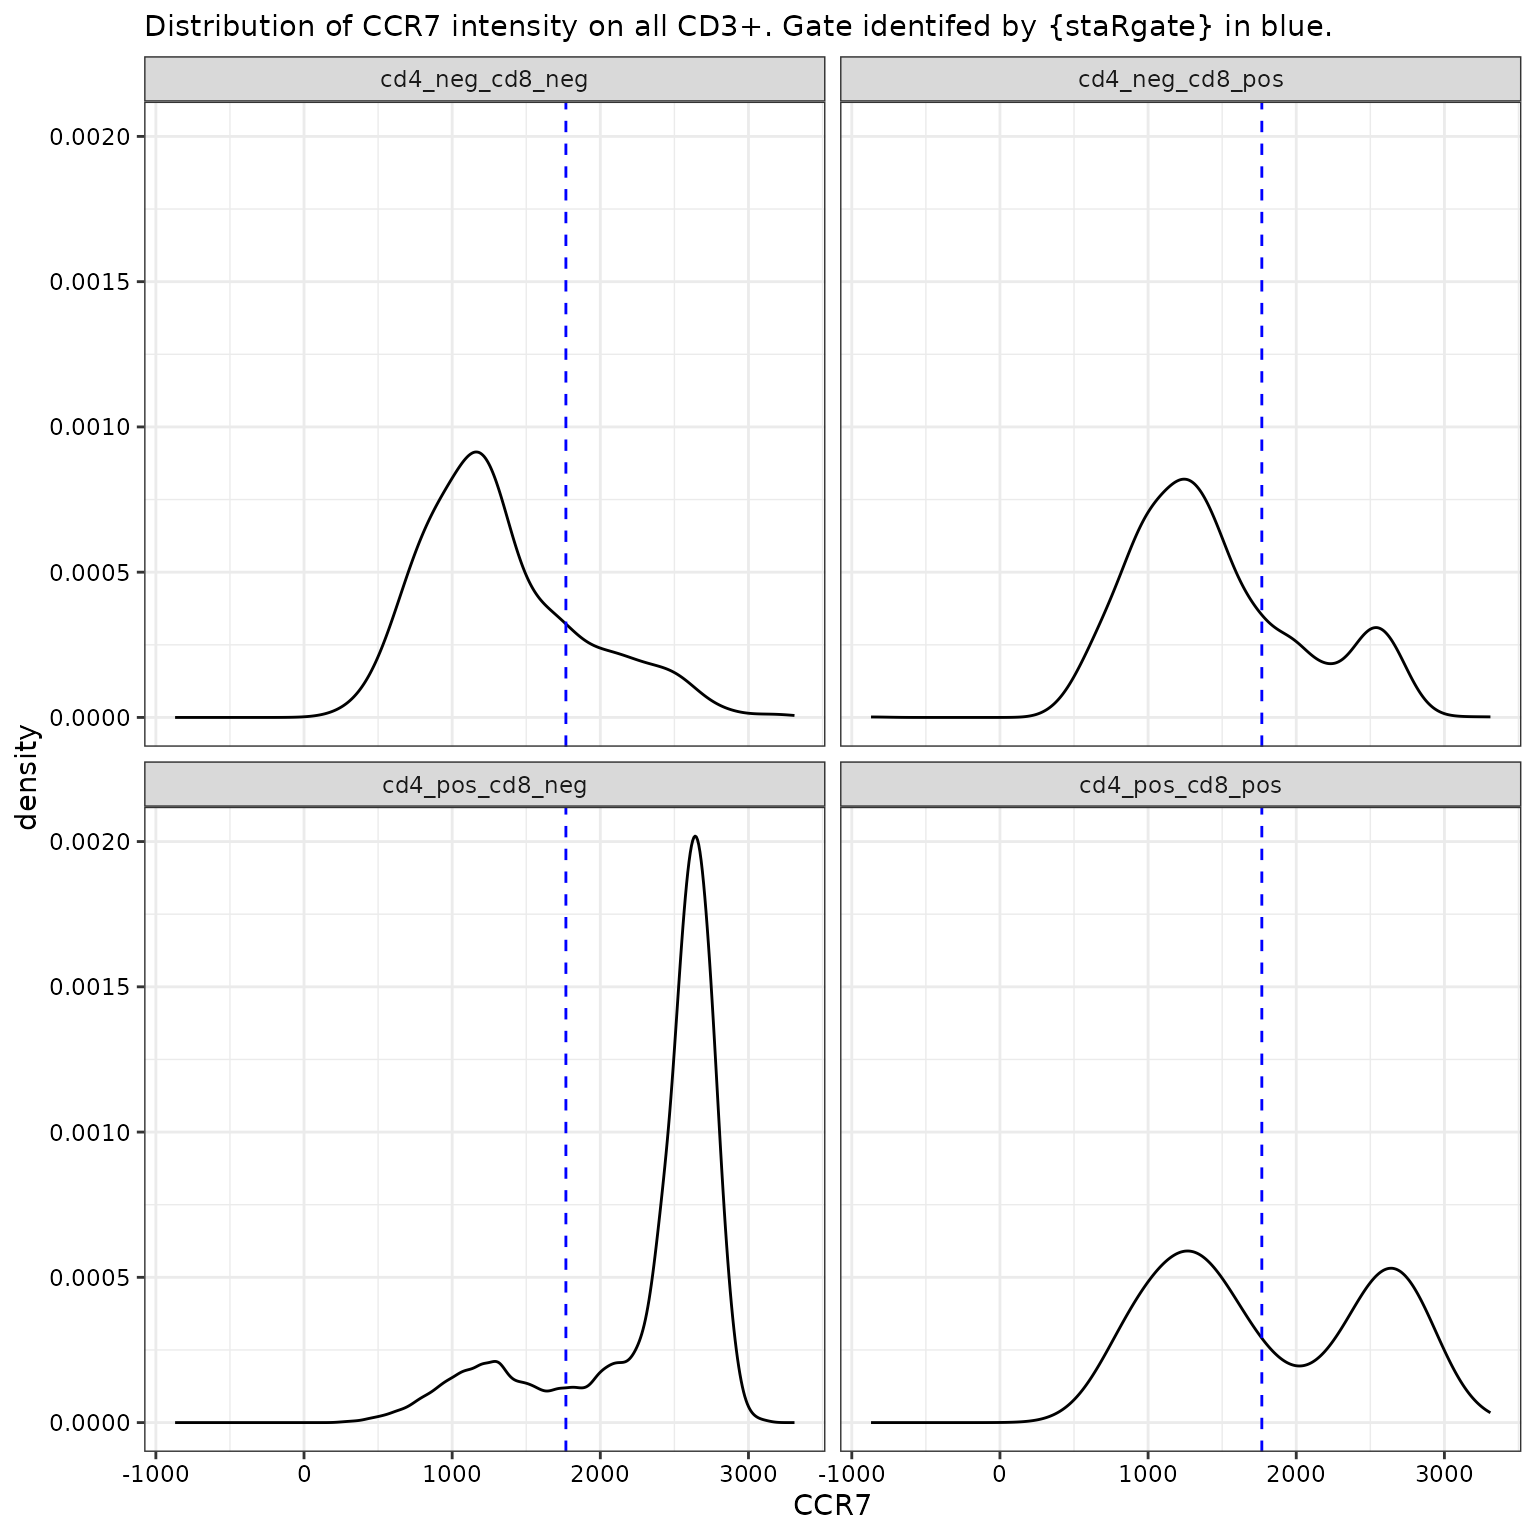 Distribution of CCR7 intensity on all CD3+. Gate identifed by {staRgate} in blue.
cd4_neg_cd8_neg
cd4_neg_cd8_pos
0.0020
0.0015
0.0010
0.0005
0.0000
density
cd4_pos_cd8_neg
cd4_pos_cd8_pos
0.0020
0.0015
0.0010
0.0005
0.0000
-1000 0 1000 2000 3000
-1000 0 1000 2000 3000
CCR7